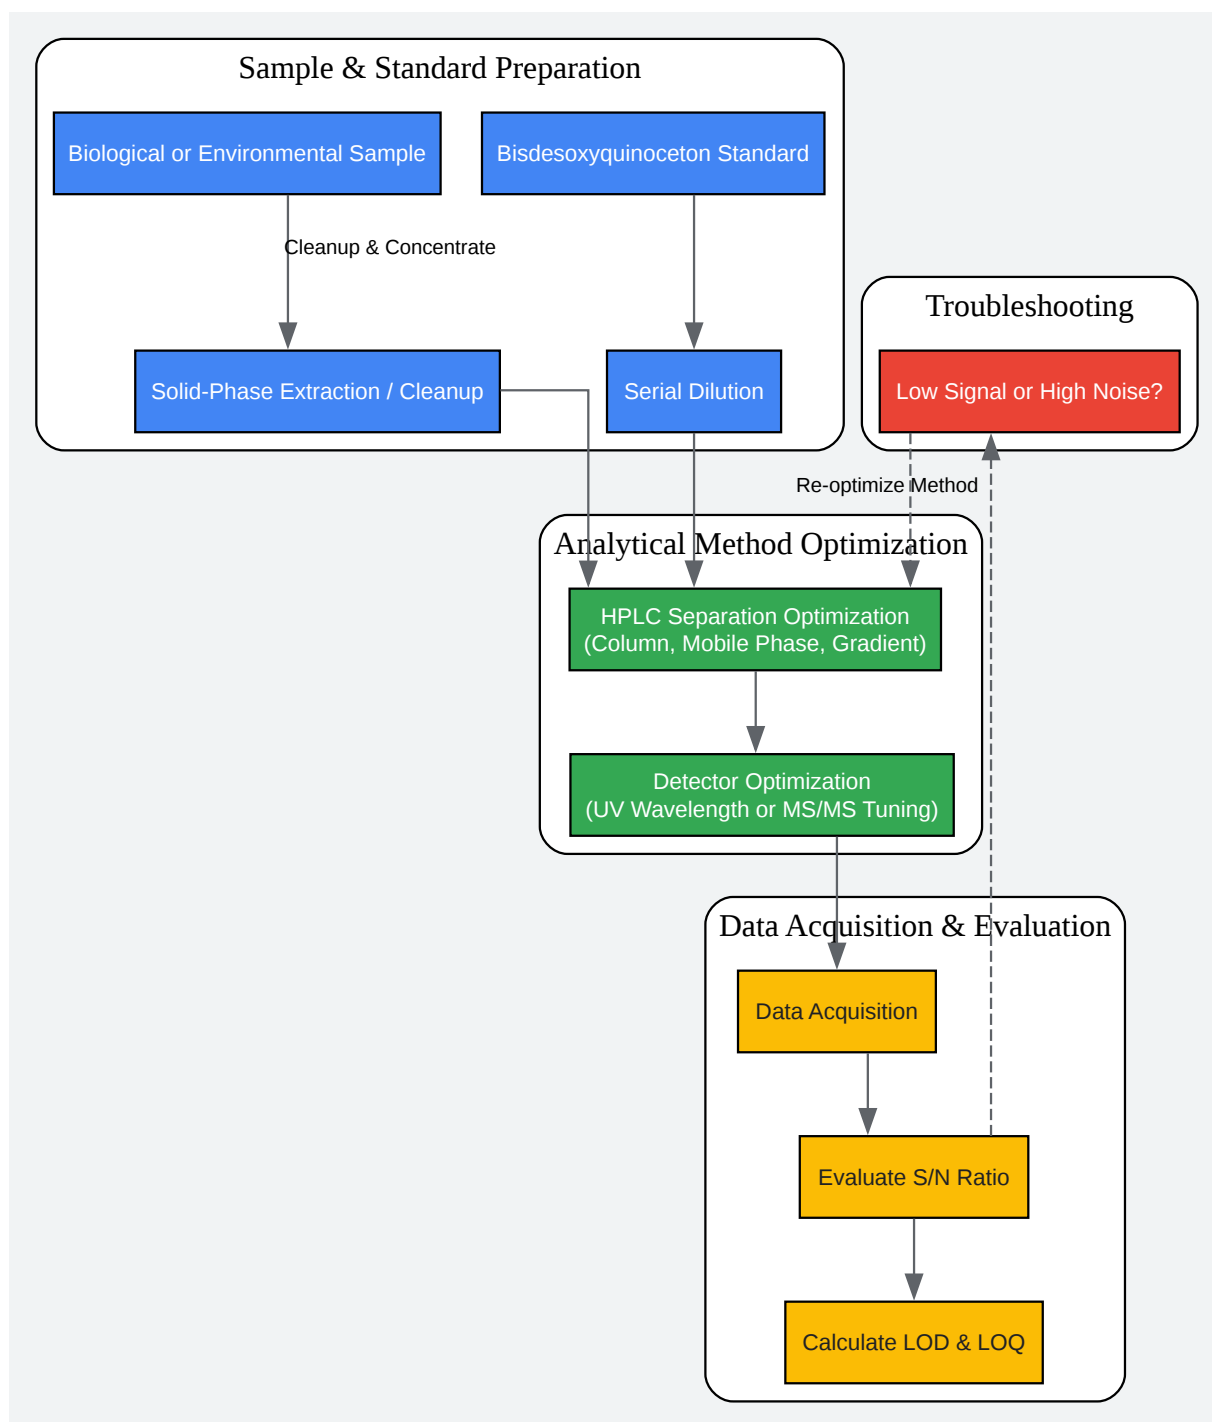 Sample & Standard Preparation
Biological or Environmental Sample
Bisdesoxyquinoceton Standard
Cleanup & Concentrate
Troubleshooting
Solid-Phase Extraction / Cleanup
Serial Dilution
Low Signal or High Noise?
Re-optimize Method
Analytical Method Optimization
HPLC Separation Optimization
(Column, Mobile Phase, Gradient)
Detector Optimization
(UV Wavelength or MS/MS Tuning)
Data Acquisition & Evaluation
Data Acquisition
Evaluate S/N Ratio
Calculate LOD & LOQ